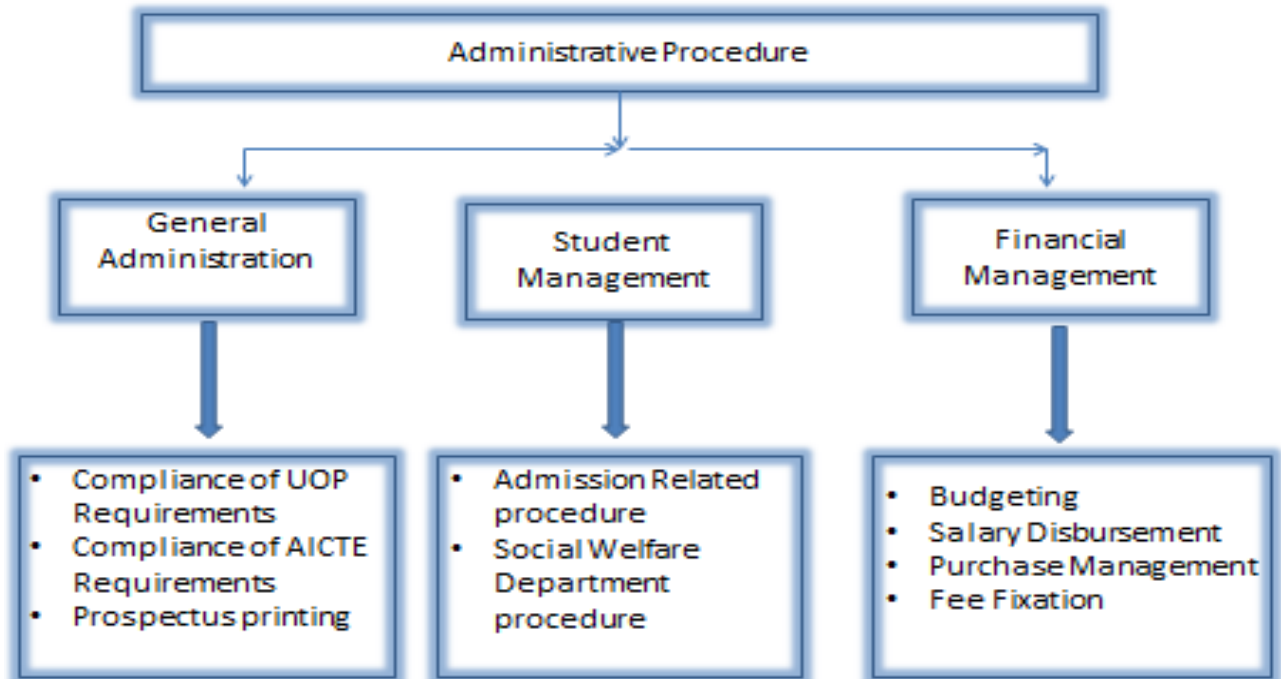 Administrative Procedure
General
Administration
Student
Management
Financial
Management
• Compliance of UOP
Requirements
• Compliance of AICTE
Requirements
• Prospectus printing
• Admission Related
procedure
• Social Welfare
Department
procedure
• Budgeting
• Salary Disbursement
• Purchase Management
• Fee Fixation